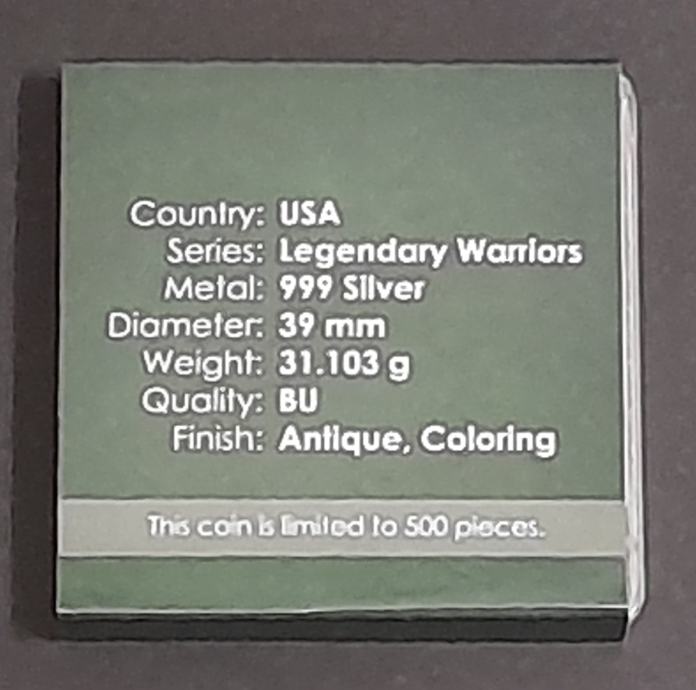 Country: USA
Series: Legendary Warriors
Metal: 999 Silver
Diameter: 39 mm
Weight: 31.103 g
Quality: BU
Finish: Antique, Coloring
This coin is limited to 500 pieces.